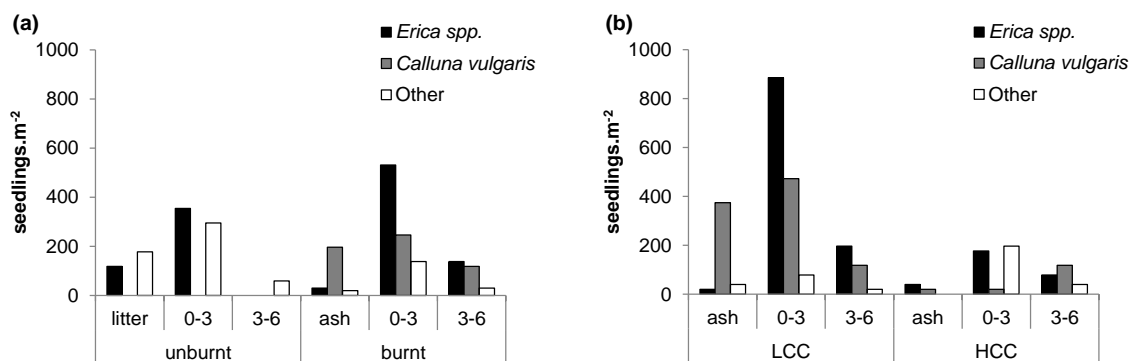 (a)
Erica spp.
Calluna vulgaris
Other
seedlings.m-2
1000
800
600
400
200
0
litter 0-3 3-6 ash 0-3 3-6
unburnt burnt
(b)
Erica spp.
Calluna vulgaris
Other
seedlings.m-2
1000
800
600
400
200
0
ash 0-3 3-6 ash 0-3 3-6
LCC HCC